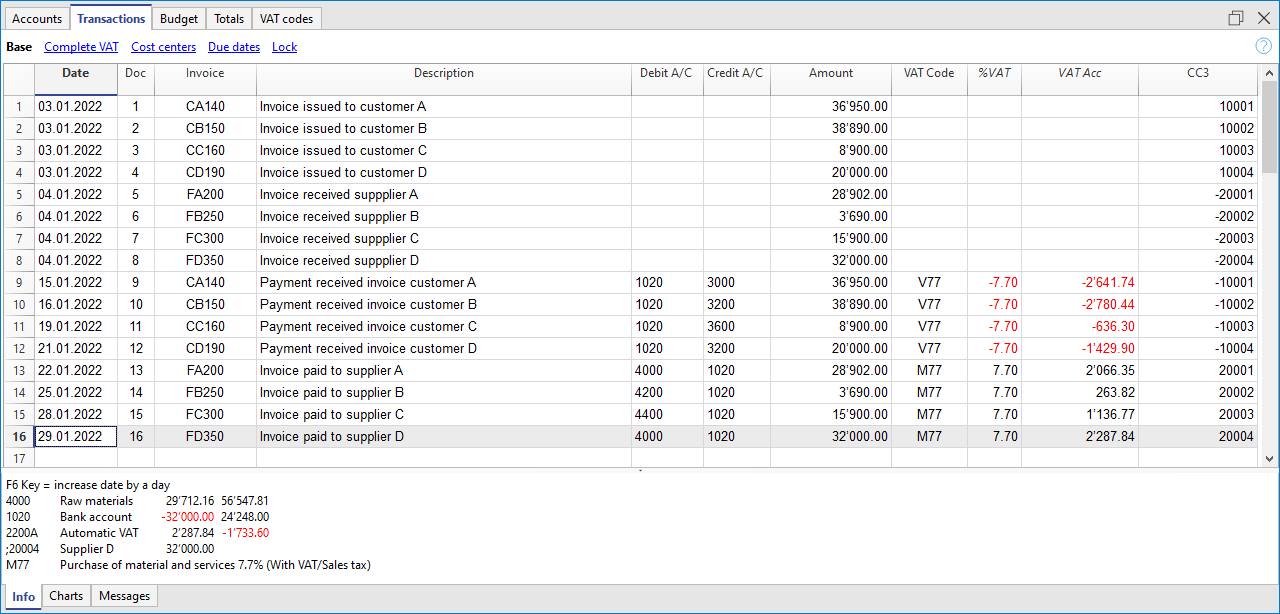 Accounts Transactions Budget Totals VAT codes
Base Complete VAT Cost centers Due dates Lock
Date Doc Invoice Description Debit A/C Credit A/C Amount VAT Code %VAT VAT Acc CC3
1 03.01.2022 1 CA140 Invoice issued to customer A 36'950.00 10001
2 03.01.2022 2 CB150 Invoice issued to customer B 38'890.00 10002
3 03.01.2022 3 CC160 Invoice issued to customer C 8'900.00 10003
4 03.01.2022 4 CD190 Invoice issued to customer D 20'000.00 10004
5 04.01.2022 5 FA200 Invoice received suppplier A 28'902.00 -20001
6 04.01.2022 6 FB250 Invoice received suppplier B 3'690.00 -20002
7 04.01.2022 7 FC300 Invoice received suppplier C 15'900.00 -20003
8 04.01.2022 8 FD350 Invoice received suppplier D 32'000.00 -20004
9 15.01.2022 9 CA140 Payment received invoice customer A 1020 3000 36'950.00 V77 -7.70 -2'641.74 -10001
10 16.01.2022 10 CB150 Payment received invoice customer B 1020 3200 38'890.00 V77 -7.70 -2'780.44 -10002
11 19.01.2022 11 CC160 Payment received invoice customer C 1020 3600 8'900.00 V77 -7.70 -636.30 -10003
12 21.01.2022 12 CD190 Payment received invoice customer D 1020 3200 20'000.00 V77 -7.70 -1'429.90 -10004
13 22.01.2022 13 FA200 Invoice paid to supplier A 4000 1020 28'902.00 M77 7.70 2'066.35 20001
14 25.01.2022 14 FB250 Invoice paid to supplier B 4200 1020 3'690.00 M77 7.70 263.82 20002
15 28.01.2022 15 FC300 Invoice paid to supplier C 4400 1020 15'900.00 M77 7.70 1'136.77 20003
16 29.01.2022 16 FD350 Invoice paid to supplier D 4000 1020 32'000.00 M77 7.70 2'287.84 20004
17
F6 Key = increase date by a day
4000 Raw materials 29'712.16 56'547.81
1020 Bank account -32'000.00 24'248.00
2200A Automatic VAT 2'287.84 -1'733.60
;20004 Supplier D 32'000.00
M77 Purchase of material and services 7.7% (With VAT/Sales tax)
Info Charts Messages